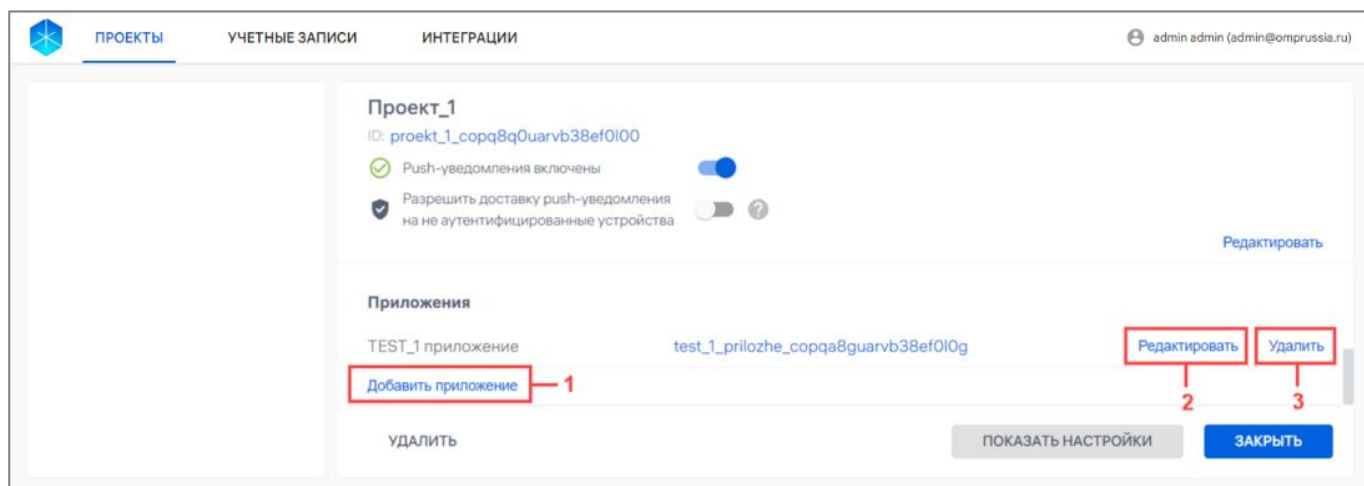 ПРОЕКТЫ УЧЕТНЫЕ ЗАПИСИ ИНТЕГРАЦИИ admin admin (admin@omprussia.ru)
Проект_1
ID: proekt_1_copq8q0uarvb38ef0l00
Push-уведомления включены
Разрешить доставку push-уведомления
на не аутентифицированные устройства ?
Редактировать
Приложения
TEST_1 приложение test_1_prilozhe_copqa8guarvb38ef0l0g Редактировать Удалить
Добавить приложение 1
2 3
УДАЛИТЬ ПОКАЗАТЬ НАСТРОЙКИ ЗАКРЫТЬ